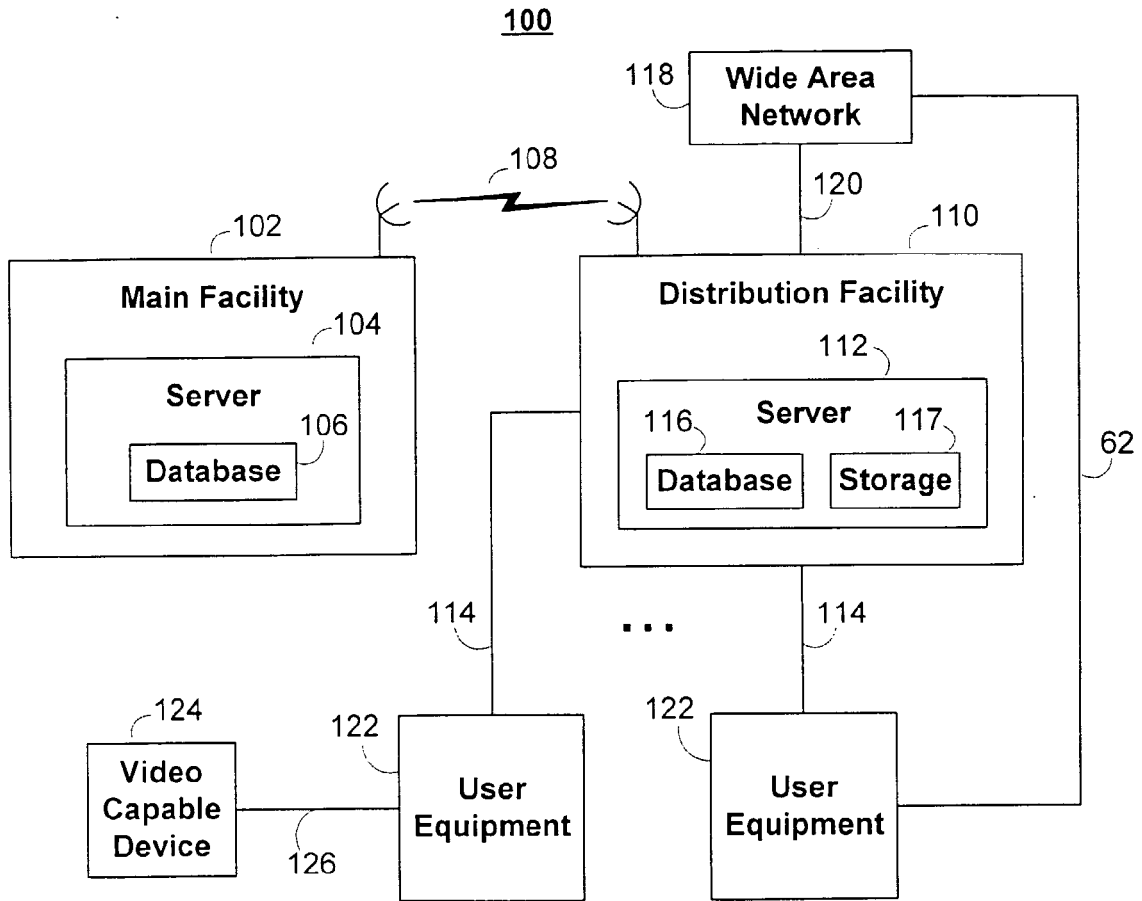 100
118
Wide Area
Network
108
120
102
110
Main Facility
Distribution Facility
104
112
Server
Server
106
116
117
Database
Database
Storage
62
114
...
114
124
122
122
Video
Capable
Device
User
Equipment
User
Equipment
126